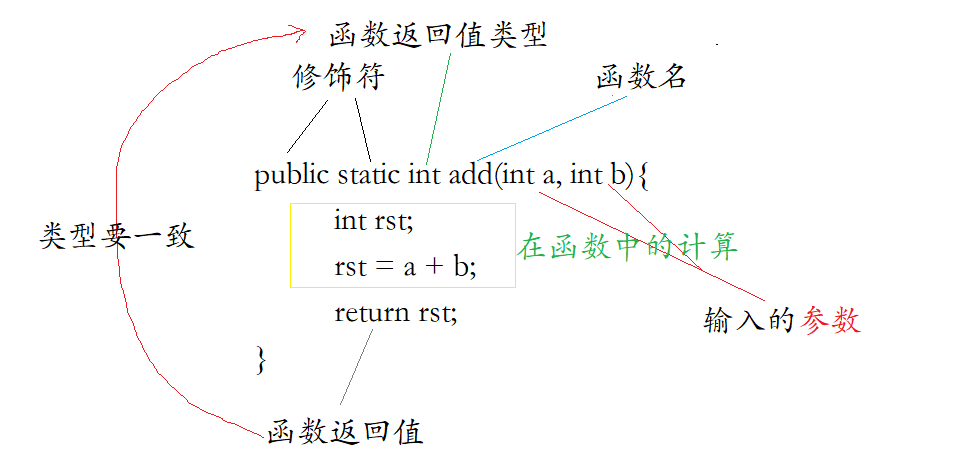 函数返回值类型
修饰符
函数名
public static int add(int a, int b){
int rst;
类型要一致
在函数中的计算
rst = a + b;
return rst;
输入的参数
}
函数返回值